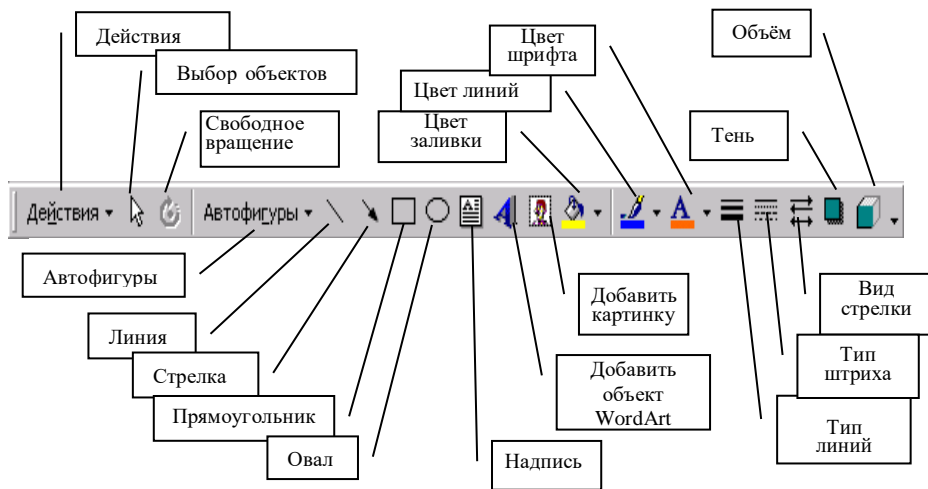 Действия
Выбор объектов
Свободное
вращение
Цвет
шрифта
Цвет линий
Цвет
заливки
Объём
Тень
Действия
Автофигуры
Автофигуры
Линия
Стрелка
Прямоугольник
Овал
Надпись
Добавить
объект
WordArt
Добавить
картинку
Вид
стрелки
Тип
штриха
Тип
линий